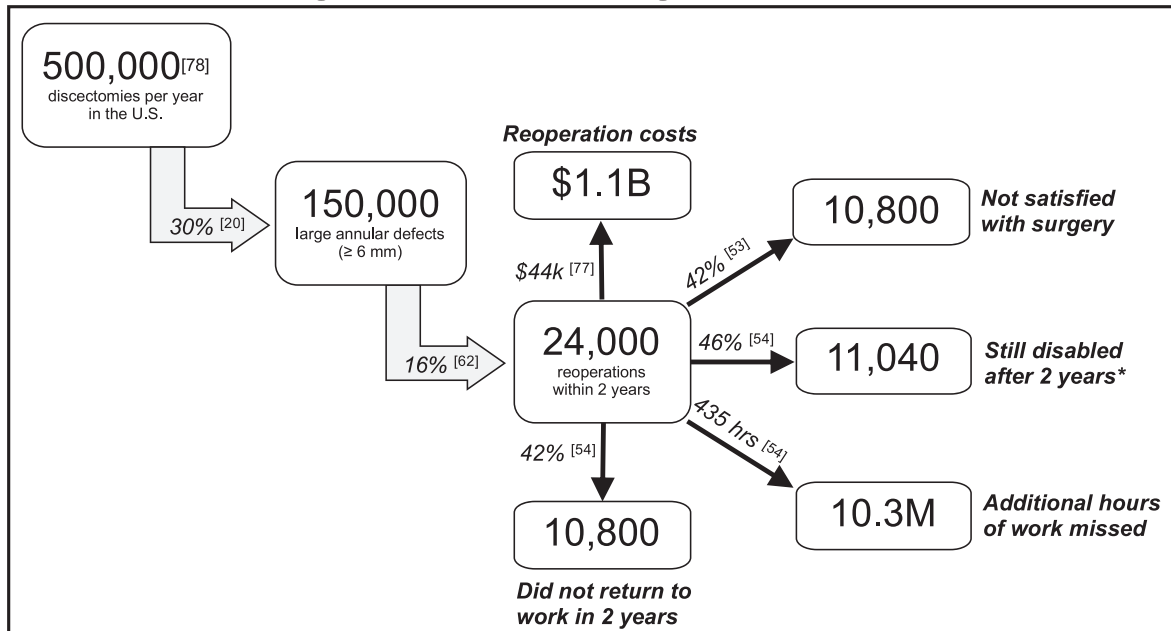 500,000[78]
discectomies per year
in the U.S.
30% [20]
150,000
large annular defects
(≥ 6 mm)
16% [62]
Reoperation costs
$1.1B
$44k [77]
24,000
reoperations
within 2 years
42% [53]
10,800
Not satisfied
with surgery
46% [54]
11,040
Still disabled
after 2 years*
435 hrs [54]
10.3M
Additional hours
of work missed
42% [54]
10,800
Did not return to
work in 2 years